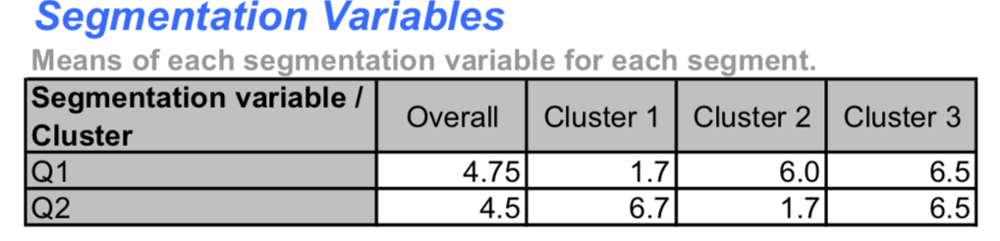 Segmentation Variables
Means of each segmentation variable for each segment.
Segmentation variable / Cluster Overall Cluster 1 Cluster 2 Cluster 3
Q1 4.75 1.7 6.0 6.5
Q2 4.5 6.7 1.7 6.5